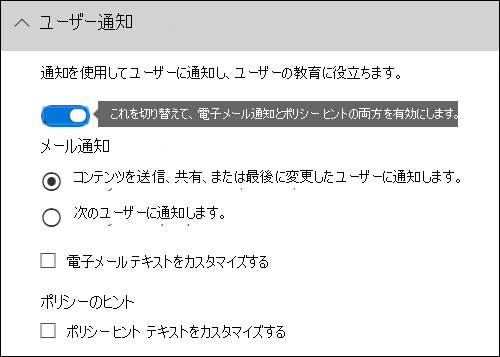 ユーザー通知
通知を使用してユーザーに通知し、ユーザーの教育に役立ちます。
これを切り替えて、電子メール通知とポリシー ヒントの両方を有効にします。
メール通知
コンテンツを送信、共有、または最後に変更したユーザーに通知します。
次のユーザーに通知します。
電子メール テキストをカスタマイズする
ポリシーのヒント
ポリシー ヒント テキストをカスタマイズする